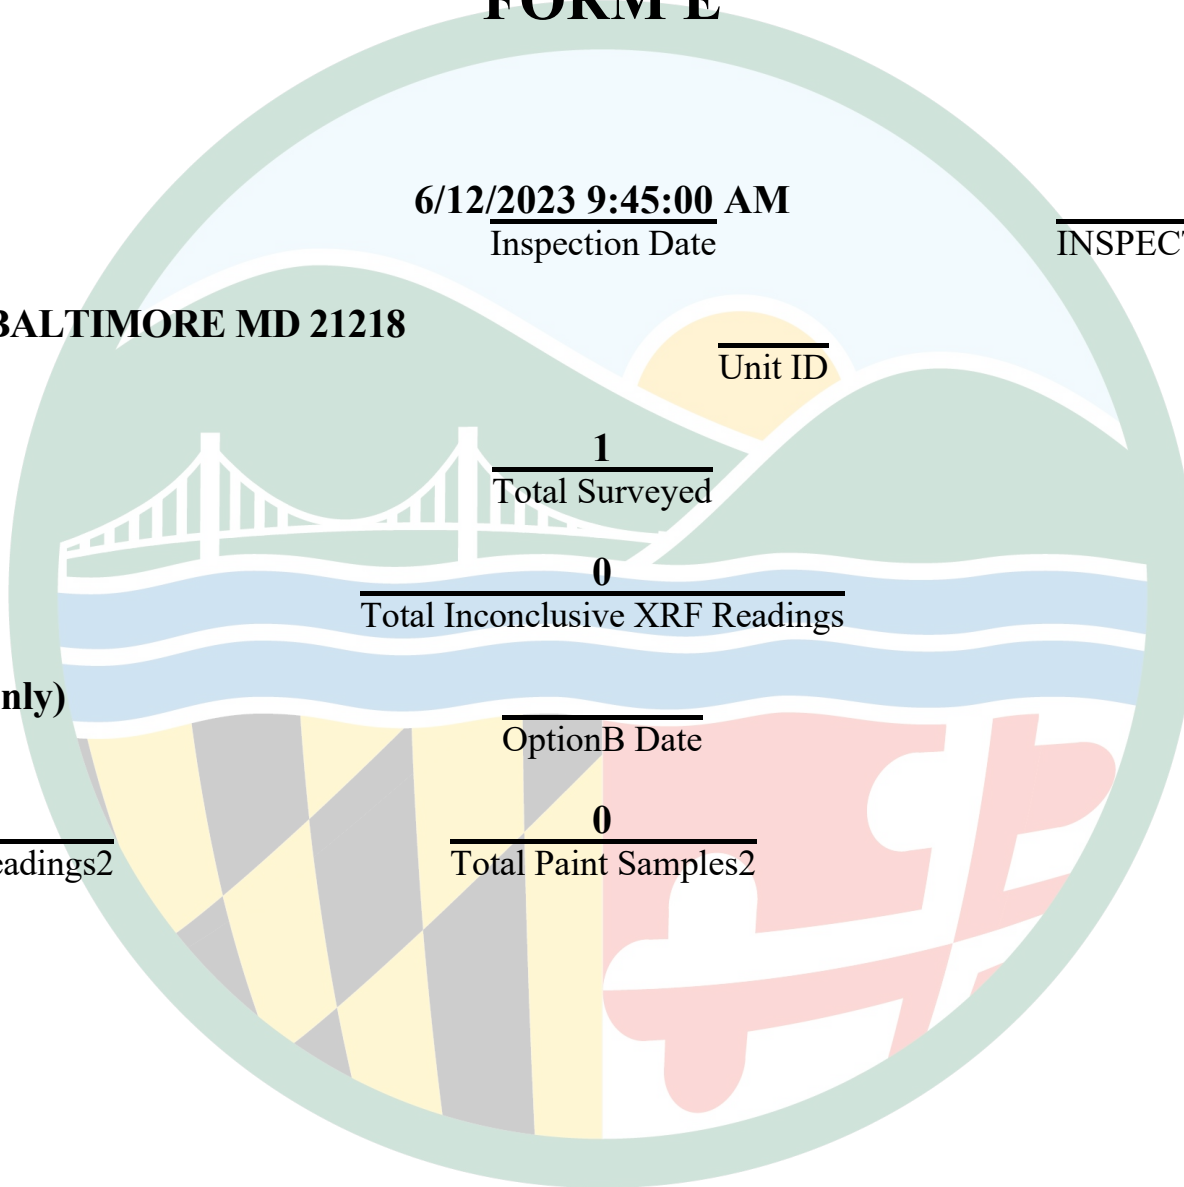 FORM E
6/12/2023 9:45:00 AM
Inspection Date INSPECT
BALTIMORE MD 21218
Unit ID
1
Total Surveyed
0
Total Inconclusive XRF Readings
nly)
OptionB Date
0
eadings2 Total Paint Samples2